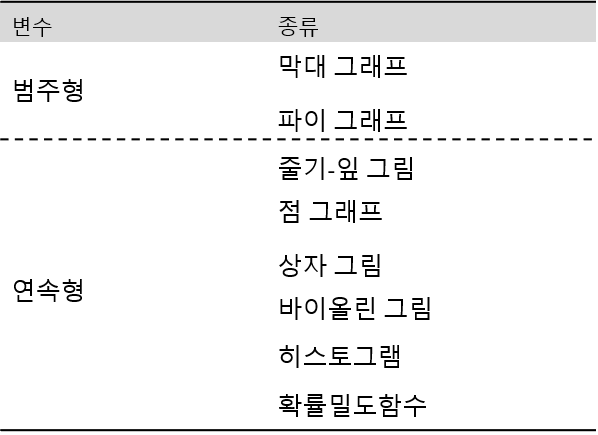 변수 종류
범주형
막대 그래프
파이 그래프
연속형
줄기-잎 그림
점 그래프
상자 그림
바이올린 그림
히스토그램
확률밀도함수